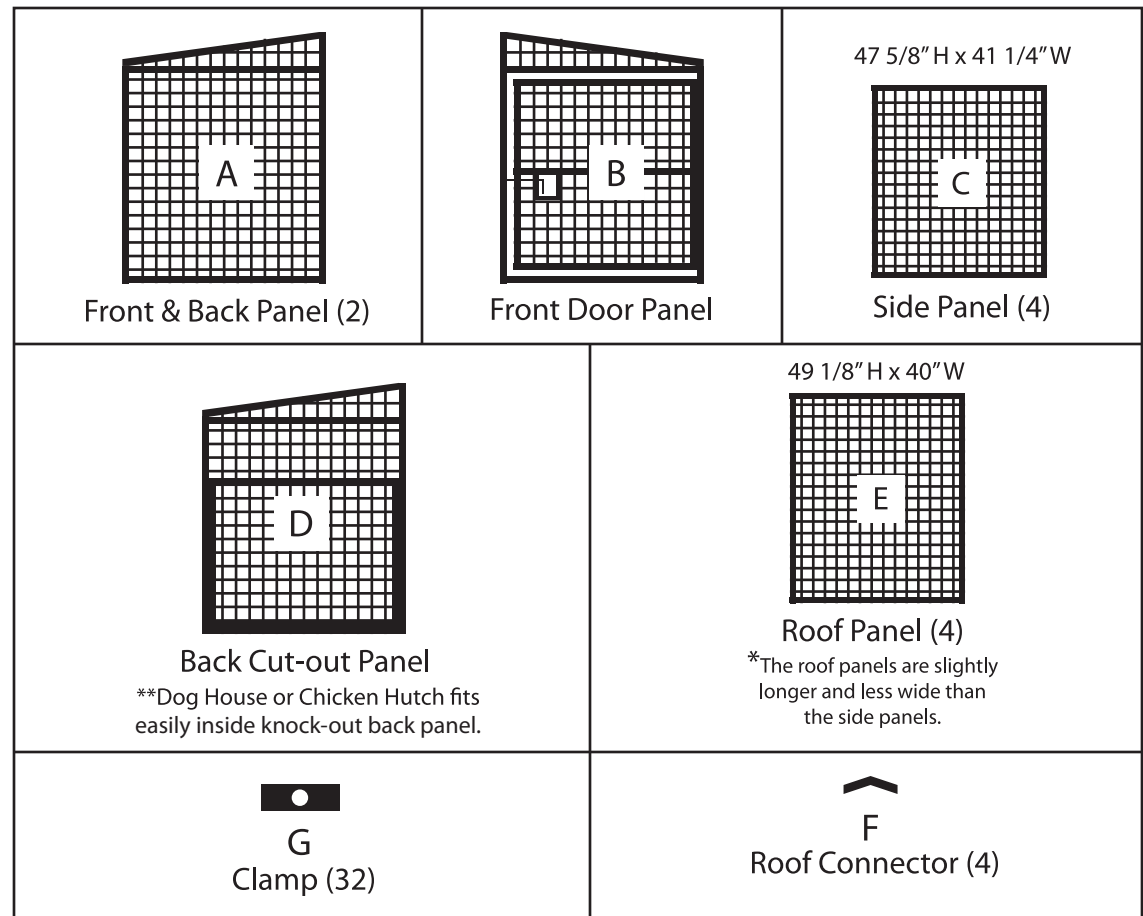 A
Front & Back Panel (2)
B
Front Door Panel
47 5/8” H x 41 1/4” W
C
Side Panel (4)
D
Back Cut-out Panel
**Dog House or Chicken Hutch fits
easily inside knock-out back panel.
49 1/8” H x 40” W
E
Roof Panel (4)
*The roof panels are slightly
longer and less wide than
the side panels.
G
Clamp (32)
F
Roof Connector (4)